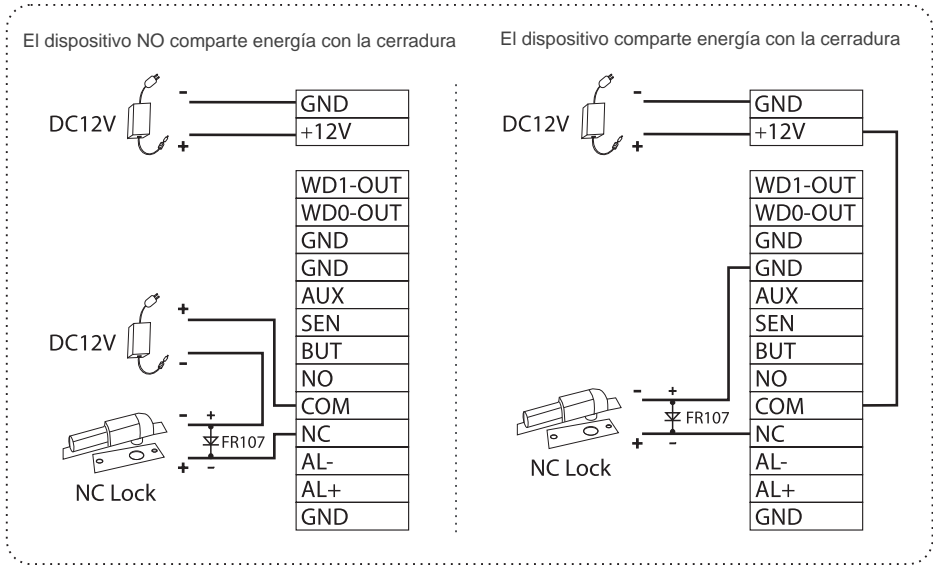 El dispositivo NO comparte energía con la cerradura
-
DC12V
+
GND
+12V
WD1-OUT
WD0-OUT
GND
GND
AUX
SEN
BUT
NO
COM
NC
AL-
AL+
GND
+
DC12V
-
-
+
FR107
+
-
NC Lock
El dispositivo comparte energía con la cerradura
-
DC12V
+
GND
+12V
WD1-OUT
WD0-OUT
GND
GND
AUX
SEN
BUT
NO
COM
NC
AL-
AL+
GND
-
+
FR107
+
-
NC Lock